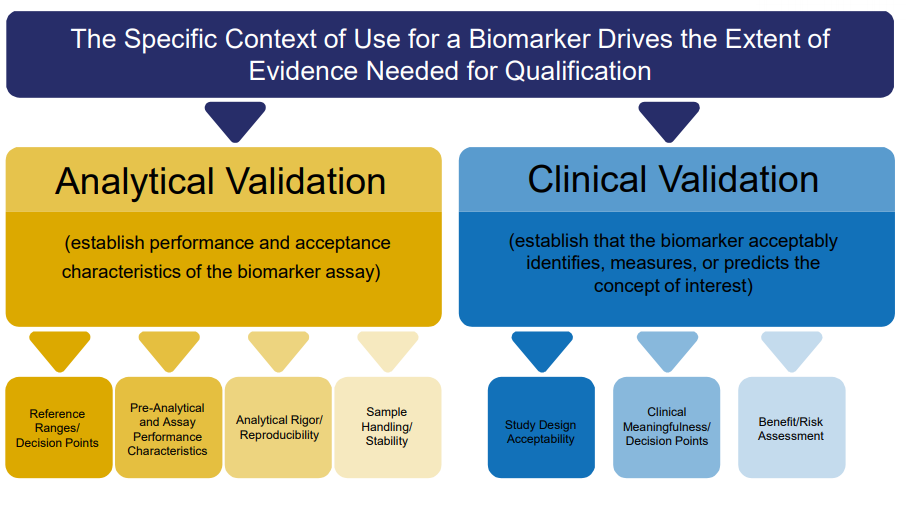 The Specific Context of Use for a Biomarker Drives the Extent of
Evidence Needed for Qualification
Analytical Validation
(establish performance and acceptance
characteristics of the biomarker assay)
Clinical Validation
(establish that the biomarker acceptably
identifies, measures, or predicts the
concept of interest)
Reference
Ranges/
Decision Points
Pre-Analytical
and Assay
Performance
Characteristics
Analytical Rigor/
Reproducibility
Sample
Handling/
Stability
Study Design
Acceptability
Clinical
Meaningfulness/
Decision Points
Benefit/Risk
Assessment